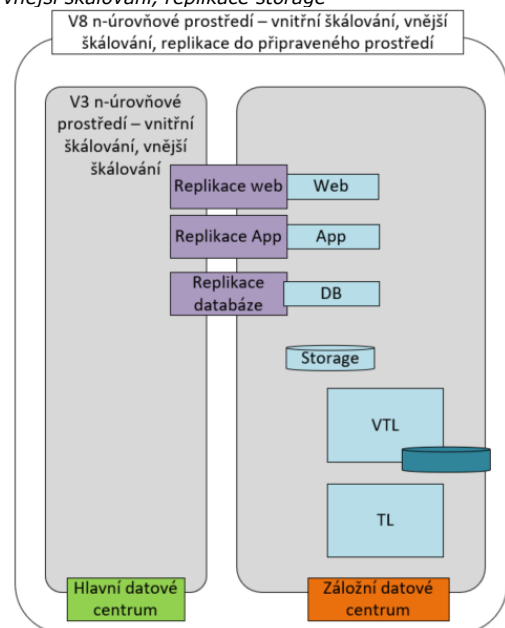 vnější škálování, replikace storage
V8 n-úrovňové prostředí – vnitřní škálování, vnější
škálování, replikace do připraveného prostředí
V3 n-úrovňové
prostředí – vnitřní
škálování, vnější
škálování
Replikace web
Web
Replikace App
App
Replikace
databáze
DB
Storage
VTL
TL
Hlavní datové
centrum
Záložní datové
centrum